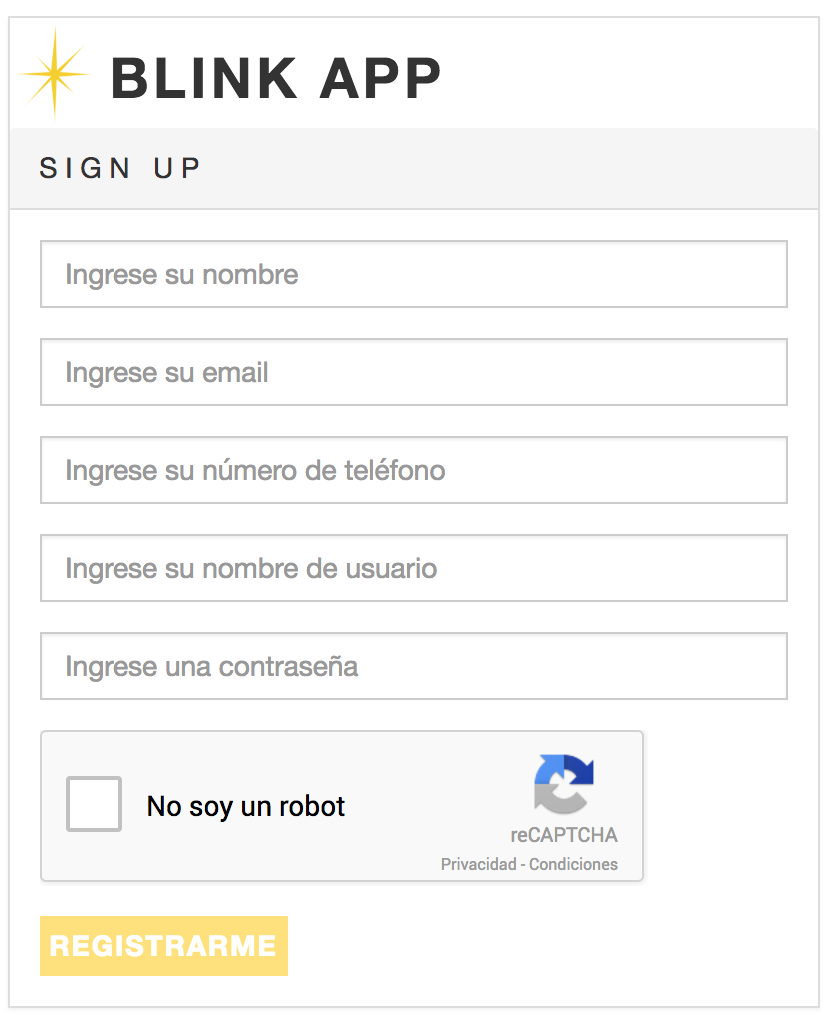 BLINK APP
SIGN UP
Ingrese su nombre
Ingrese su email
Ingrese su número de teléfono
Ingrese su nombre de usuario
Ingrese una contraseña
No soy un robot
reCAPTCHA
Privacidad - Condiciones
REGISTRARME